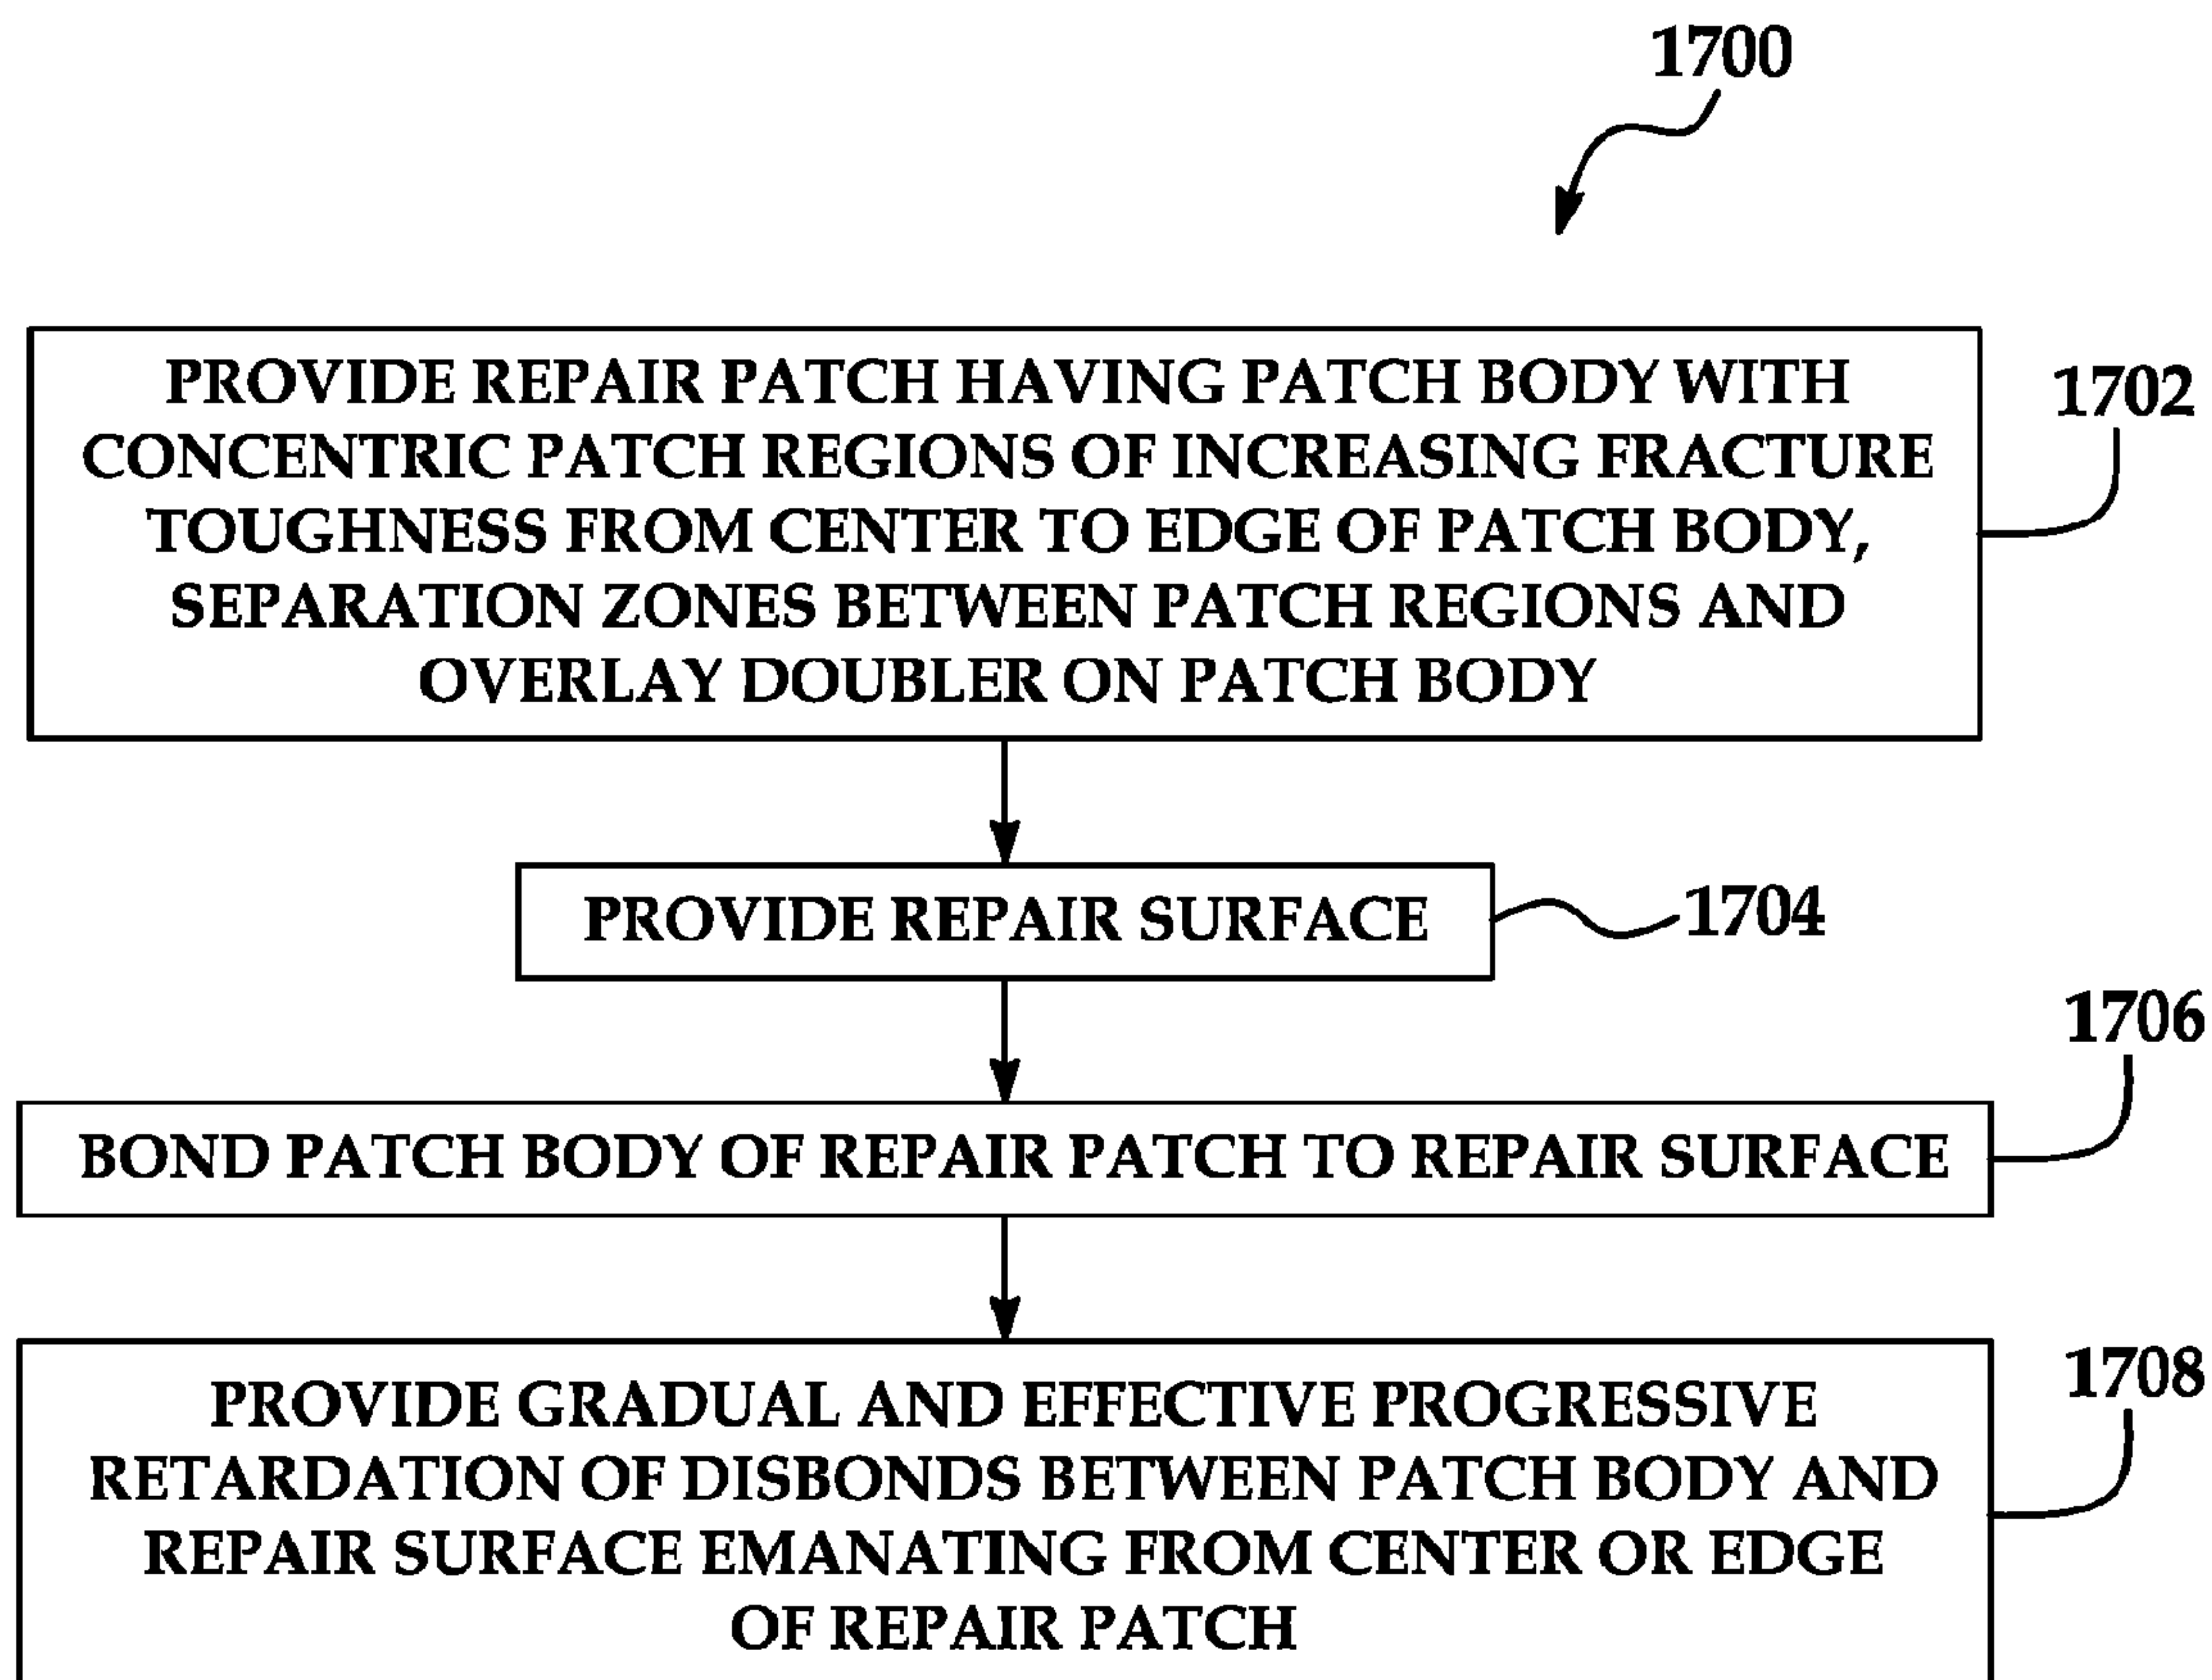 1700
PROVIDE REPAIR PATCH HAVING PATCH BODY WITH
CONCENTRIC PATCH REGIONS OF INCREASING FRACTURE
TOUGHNESS FROM CENTER TO EDGE OF PATCH BODY,
SEPARATION ZONES BETWEEN PATCH REGIONS AND
OVERLAY DOUBLER ON PATCH BODY
1702
PROVIDE REPAIR SURFACE
1704
BOND PATCH BODY OF REPAIR PATCH TO REPAIR SURFACE
1706
PROVIDE GRADUAL AND EFFECTIVE PROGRESSIVE
RETARDATION OF DISBONDS BETWEEN PATCH BODY AND
REPAIR SURFACE EMANATING FROM CENTER OR EDGE
OF REPAIR PATCH
1708